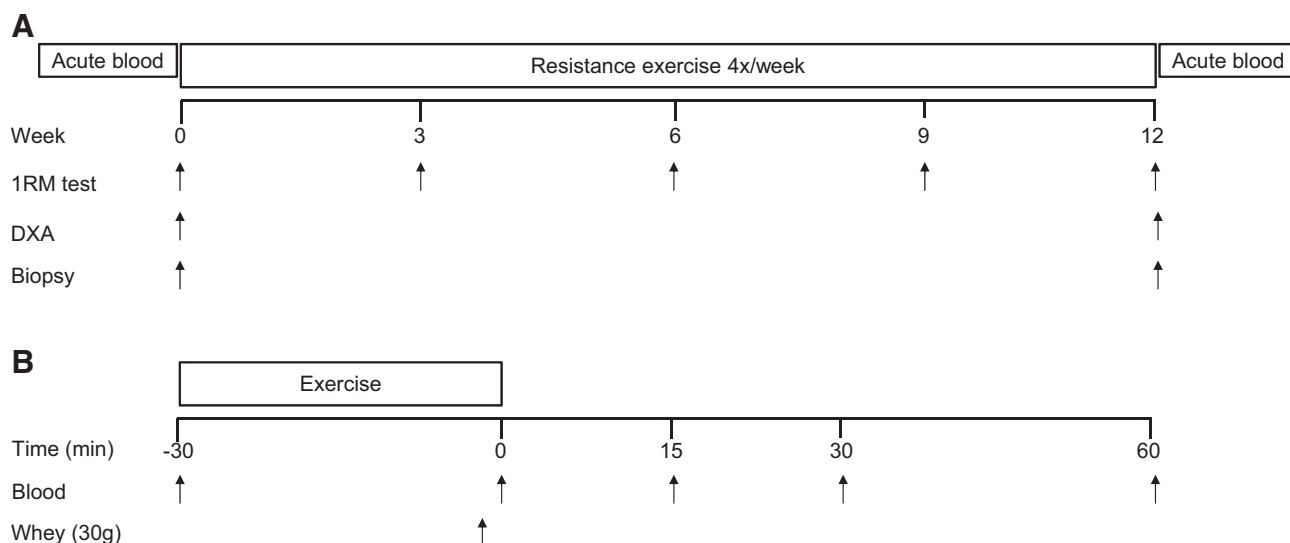 A
Acute blood Resistance exercise 4x/week Acute blood
Week 0 3 6 9 12
1RM test
DXA
Biopsy
B
Exercise
Time (min) -30 0 15 30 60
Blood
Whey (30g)